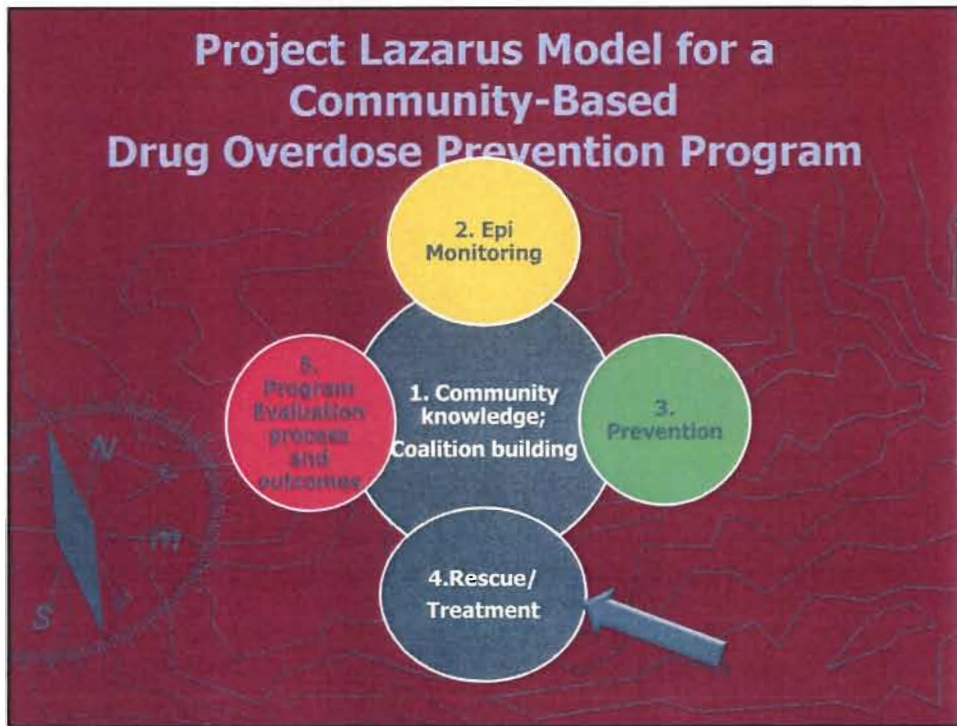 Project Lazarus Model for a
Community-Based
Drug Overdose Prevention Program
2. Epi
Monitoring
1. Community
knowledge;
Coalition building
3.
Prevention
5.
Program
Evaluation
process
and
outcomes
4.Rescue/
Treatment
N
m
S